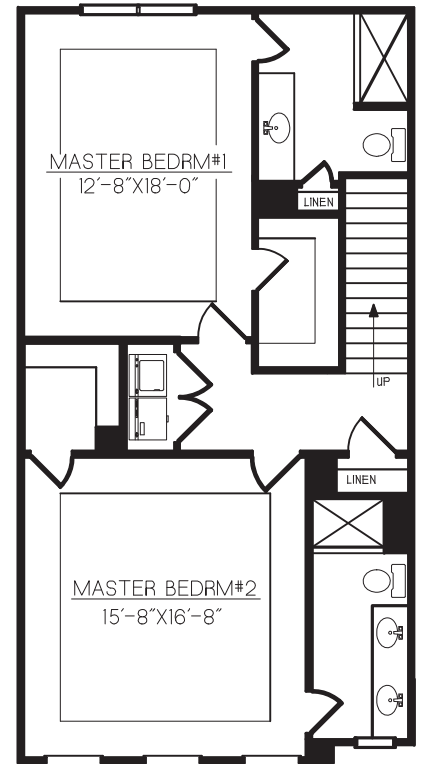 MASTER BEDRM#1
12'-8"X18'-0"
LINEN
UP
LINEN
MASTER BEDRM#2
15'-8"X16'-8"